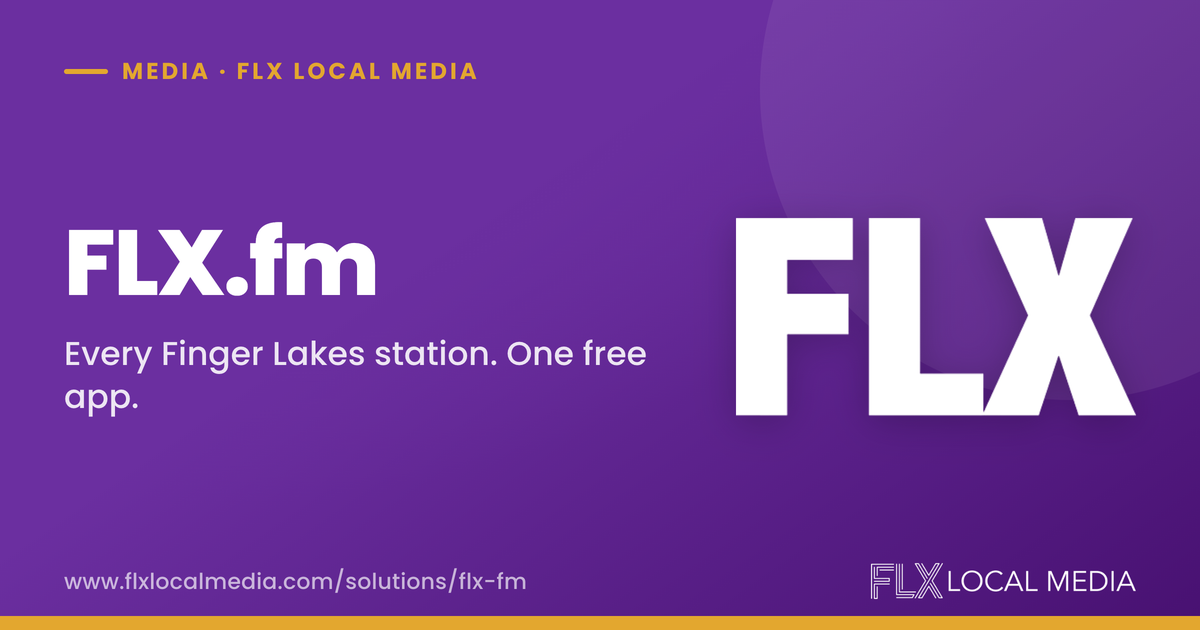 MEDIA · FLX LOCAL MEDIA
FLX.fm
Every Finger Lakes station. One free
app.
FLX
www.flxlocalmedia.com/solutions/flx-fm
FLX LOCAL MEDIA